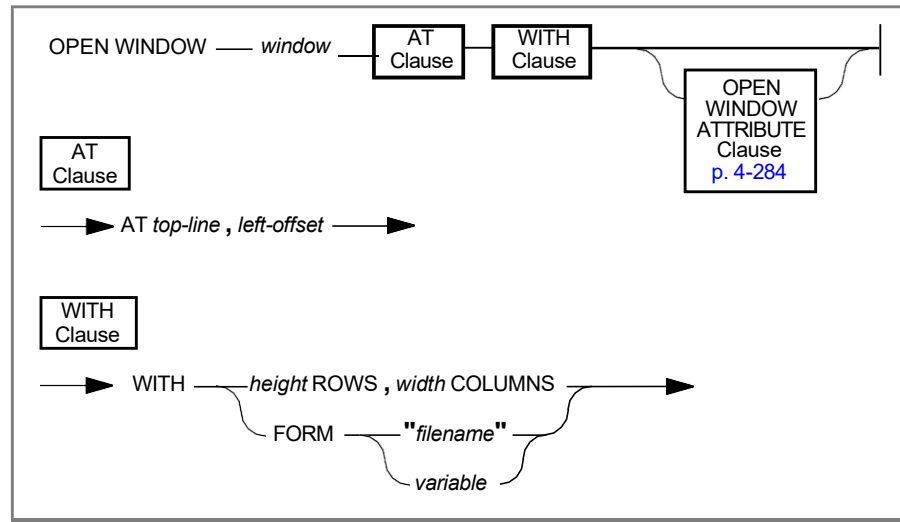 OPEN WINDOW window AT Clause WITH Clause
OPEN
WINDOW
ATTRIBUTE
Clause
p. 4-284
AT
Clause
AT top-line , left-offset
WITH
Clause
WITH height ROWS , width COLUMNS
FORM "filename"
variable